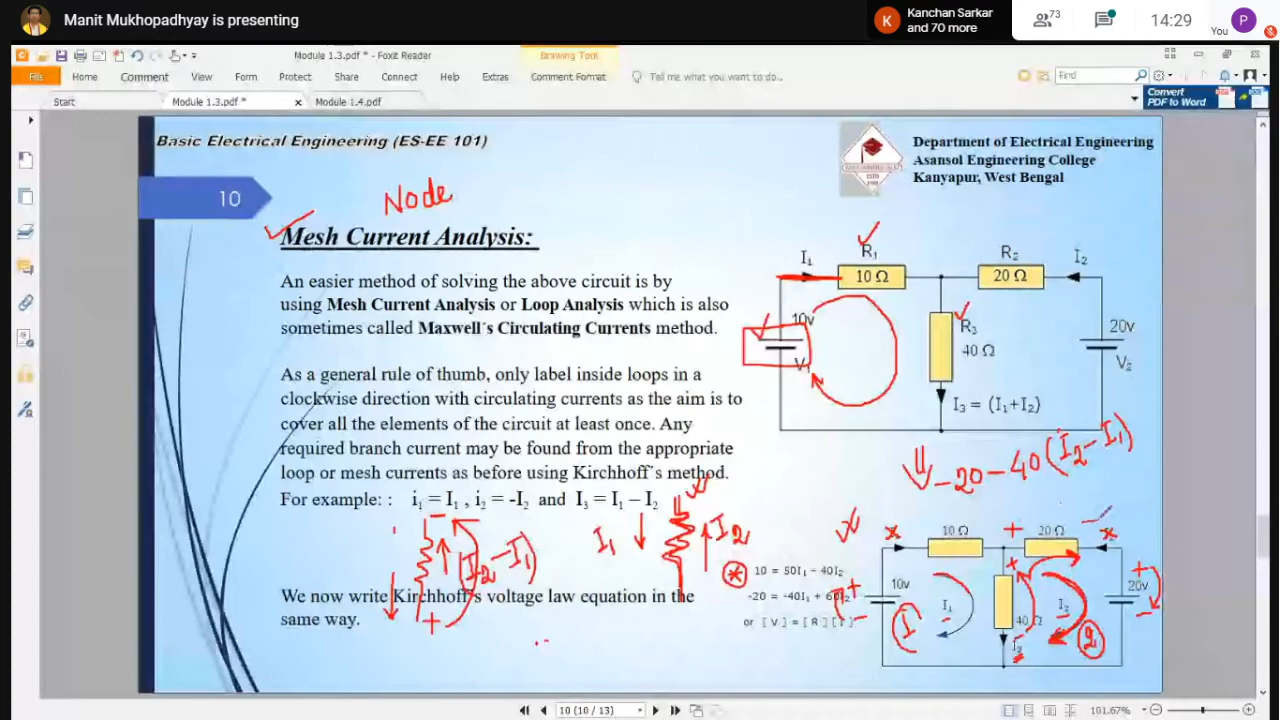 Manit Mukhopadhyay is presenting
Kanchan Sarkar
and 70 more
K
73
14:29
You
P
Module 1.3.pdf * - Foxit Reader
Drawing Tool
File
Home
Comment
View
Form
Protect
Share
Connect
Help
Extras
Comment Format
Tell me what you want to do..
Find
Start
Module 1.3.pdf *
Module 1.4.pdf
Convert
PDF to Word
Basic Electrical Engineering (ES-EE 101)
Department of Electrical Engineering
Asansol Engineering College
Kanyapur, West Bengal
10
Node
Mesh Current Analysis:
An easier method of solving the above circuit is by
using Mesh Current Analysis or Loop Analysis which is also
sometimes called Maxwell´s Circulating Currents method.
As a general rule of thumb, only label inside loops in a
clockwise direction with circulating currents as the aim is to
cover all the elements of the circuit at least once. Any
required branch current may be found from the appropriate
loop or mesh currents as before using Kirchhoff´s method.
For example: : i₁ = I₁ , i₂ = -I₂ and I₃ = I₁ – I₂
We now write Kirchhoff's voltage law equation in the
same way.
I₁
R₁
10 Ω
R₂
20 Ω
I₂
10v
V₁
R₃
40 Ω
20v
V₂
I₃ = (I₁+I₂)
-20-40(I₂-I₁)
(I₂-I₁)
I₁
I₂
10 = 50I₁ - 40I₂
-20 = -40I₁ + 60I₂
or [ V ] = [ R ] [ I ]
10 Ω
20 Ω
10v
I₁
40 Ω
I₂
20v
I₃
1
2
10 (10 / 13)
101.67%